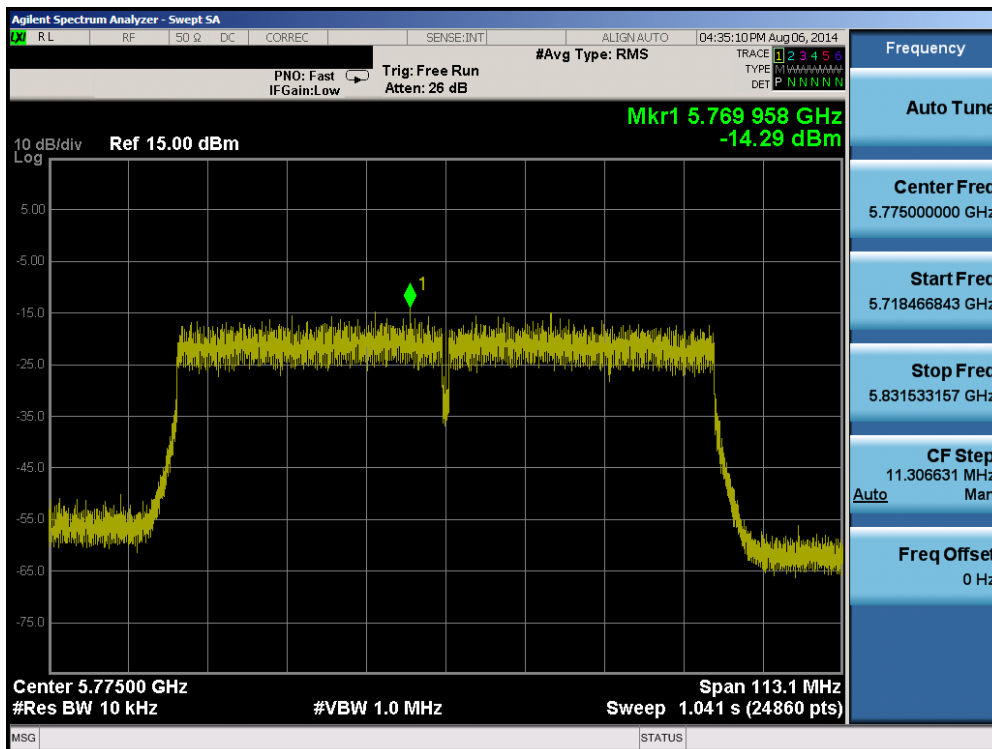 Agilent Spectrum Analyzer - Swept SA
LXI RL RF 50 Ω DC CORREC SENSE:INT ALIGN AUTO 04:35:10 PM Aug 06, 2014
#Avg Type: RMS TRACE 1 2 3 4 5 6
PNO: Fast Trig: Free Run TYPE M WWWWW
IFGain:Low Atten: 26 dB DET P N N N N N
Mkr1 5.769 958 GHz
-14.29 dBm
10 dB/div Ref 15.00 dBm
Log
1
5.00
-5.00
-15.0
-25.0
-35.0
-45.0
-55.0
-65.0
-75.0
Center 5.77500 GHz Span 113.1 MHz
#Res BW 10 kHz #VBW 1.0 MHz Sweep 1.041 s (24860 pts)
MSG STATUS
Frequency
Auto Tune
Center Freq
5.775000000 GHz
Start Freq
5.718466843 GHz
Stop Freq
5.831533157 GHz
CF Step
11.306631 MHz
Auto Man
Freq Offset
0 Hz